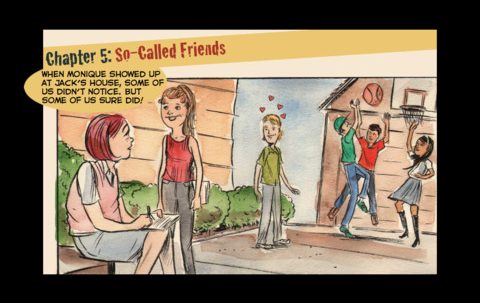 Chapter 5: So-Called Friends
WHEN MONIQUE SHOWED UP
AT JACK'S HOUSE, SOME OF
US DIDN'T NOTICE. BUT
SOME OF US SURE DID!